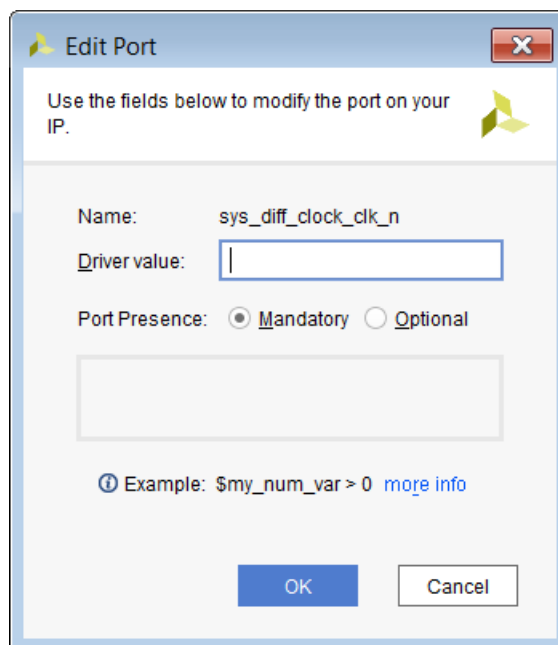 Edit Port
Use the fields below to modify the port on your
IP.
Name: sys_diff_clock_clk_n
Driver value:
Port Presence: Mandatory Optional
Example: $my_num_var > 0 more info
OK Cancel